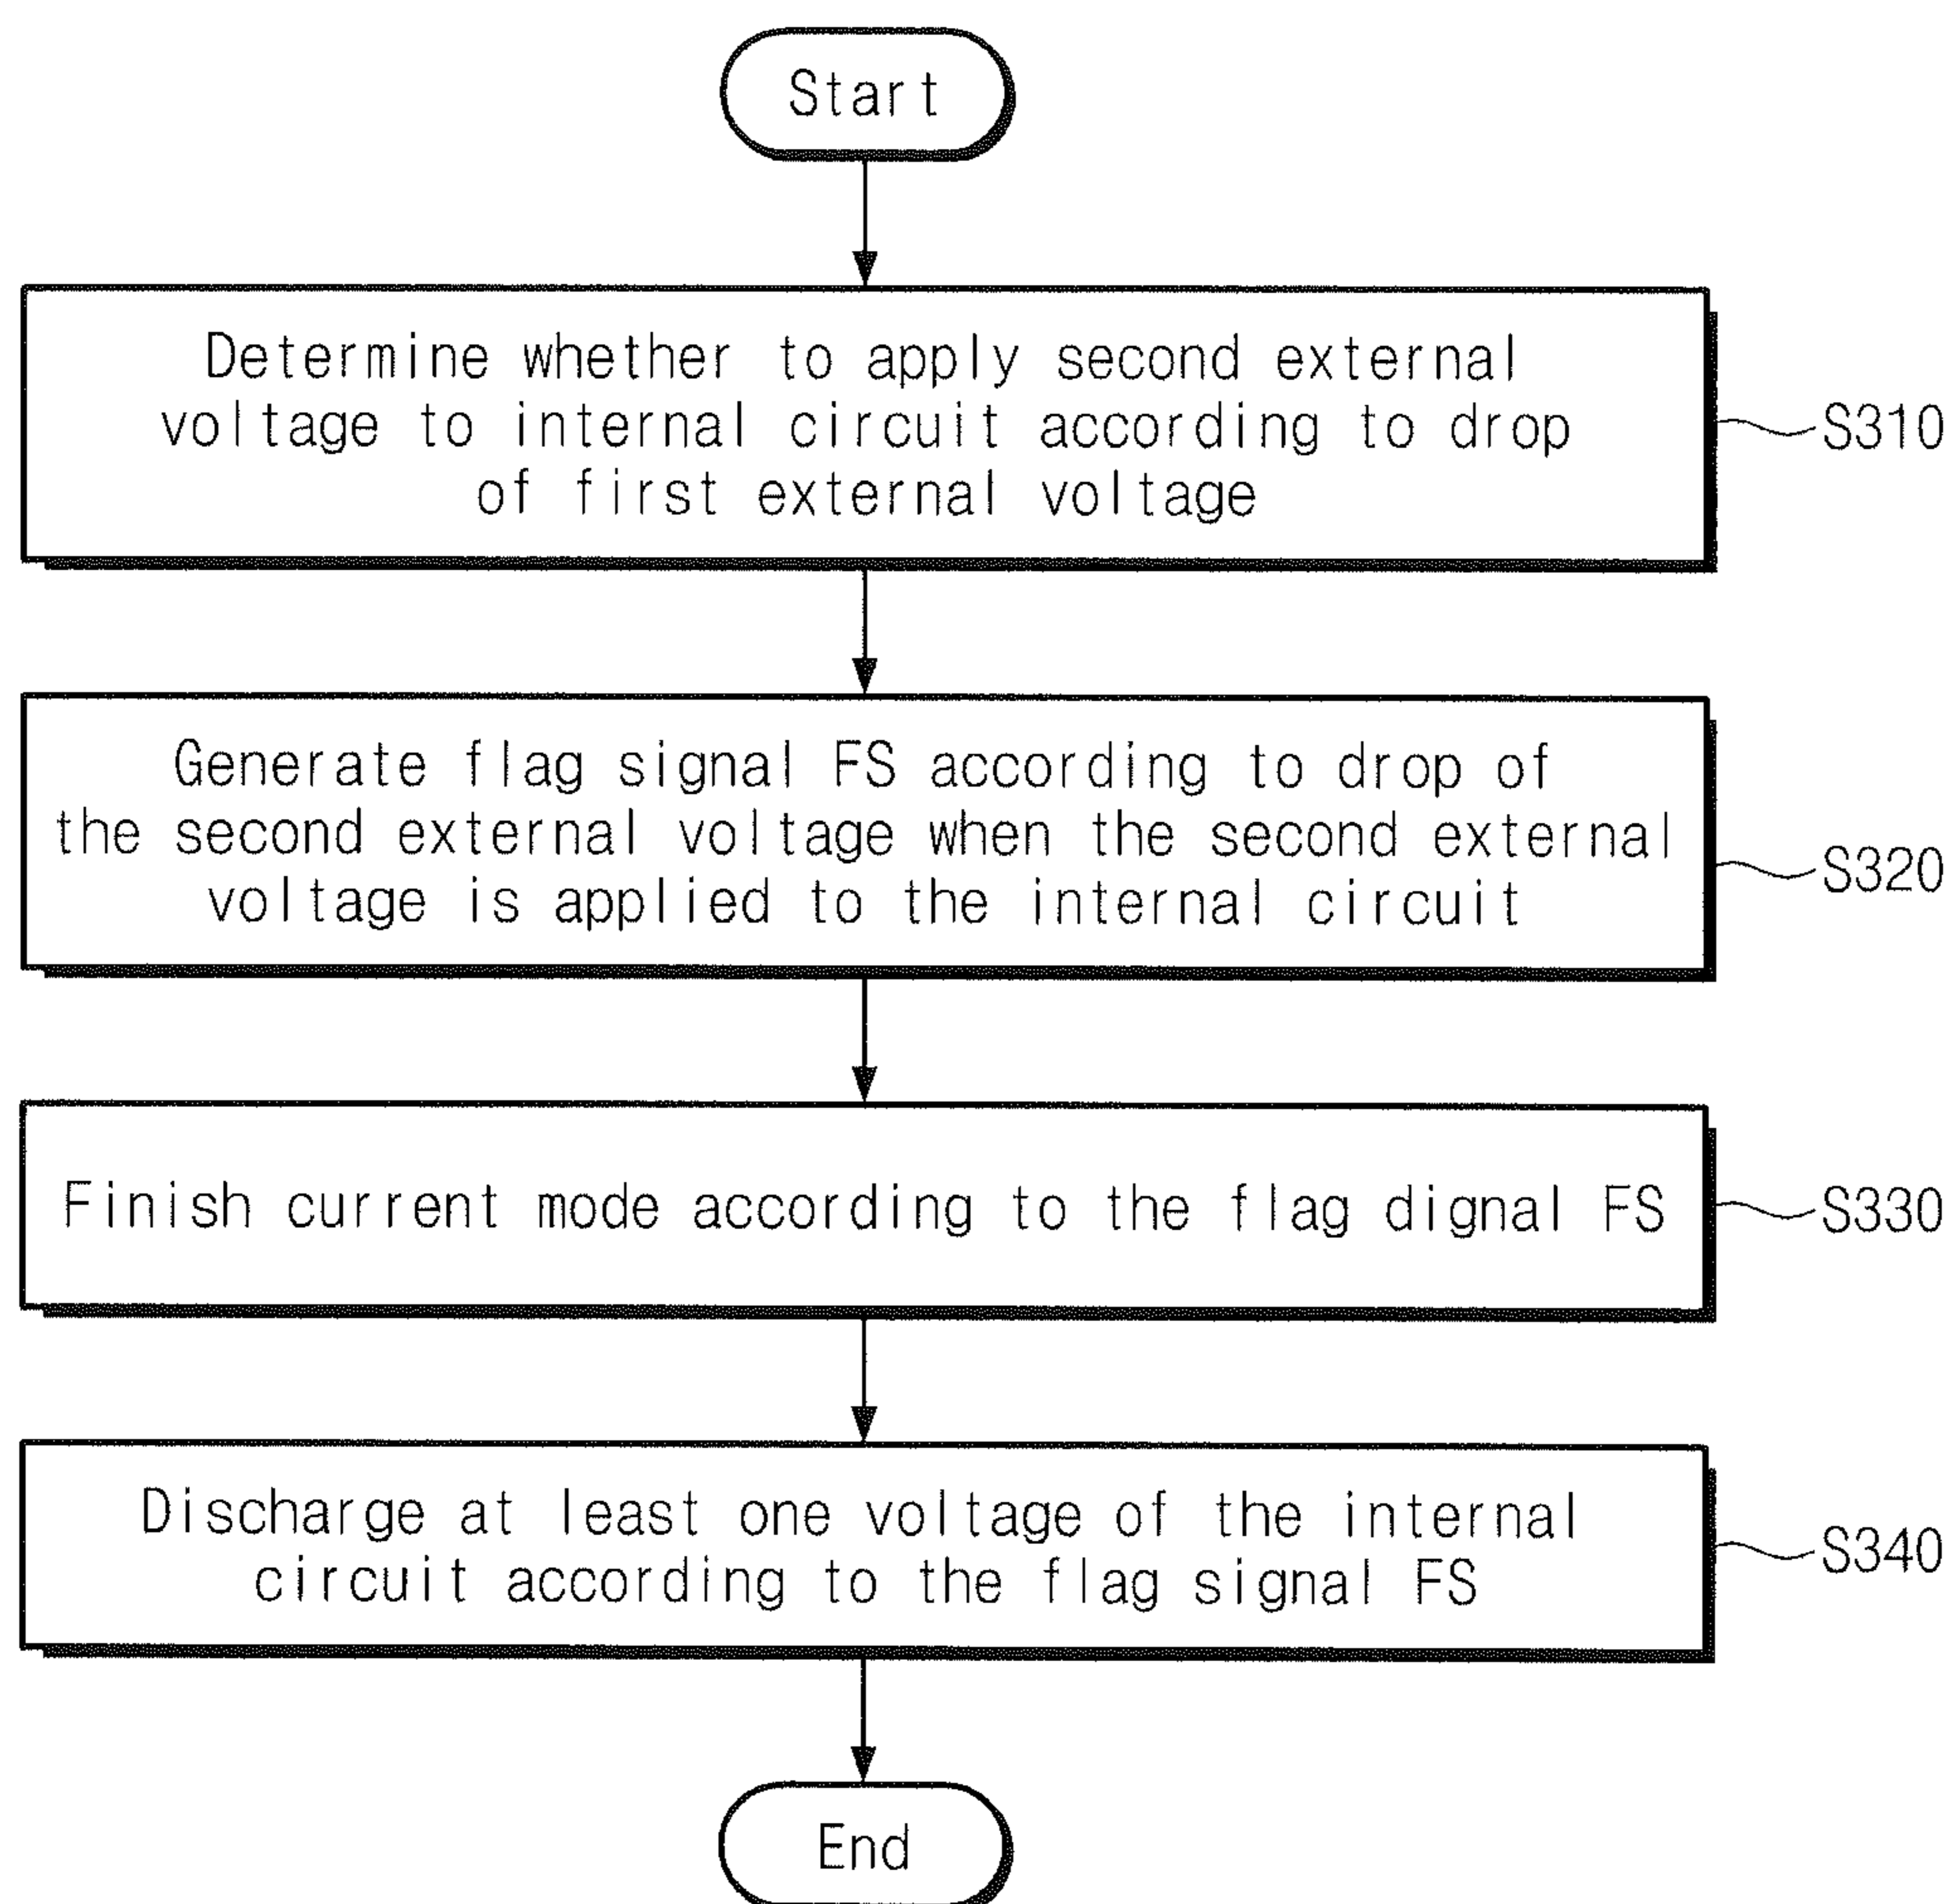 Start
Determine whether to apply second external
voltage to internal circuit according to drop
of first external voltage
S310
Generate flag signal FS according to drop of
the second external voltage when the second external
voltage is applied to the internal circuit
S320
Finish current mode according to the flag dignal FS
S330
Discharge at least one voltage of the internal
circuit according to the flag signal FS
S340
End